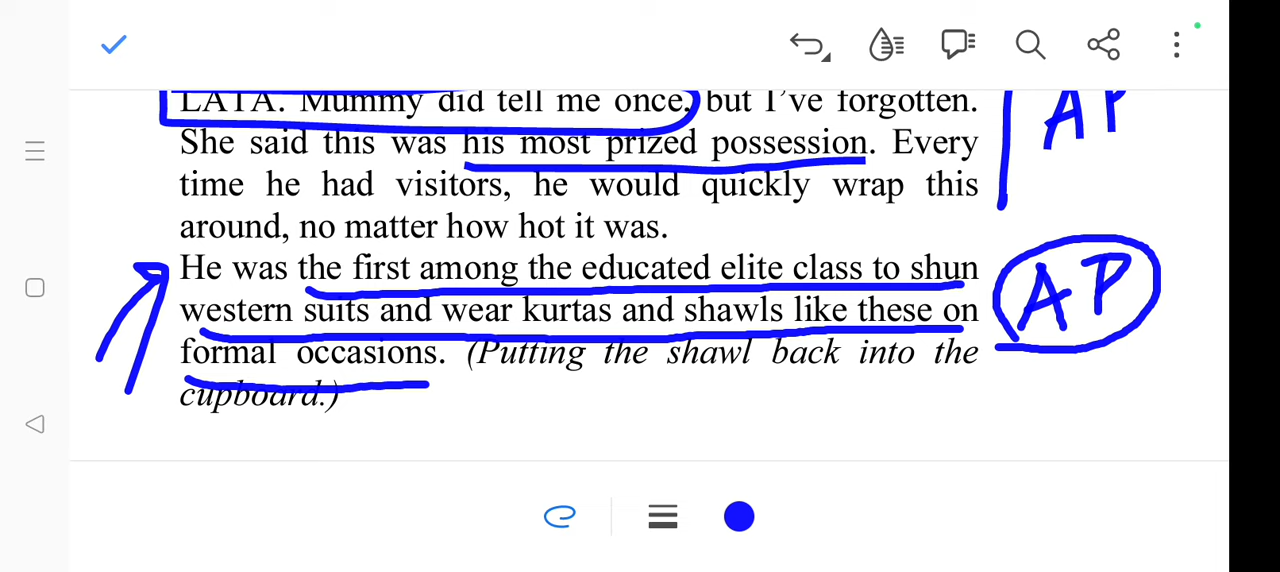 LATA. Mummy did tell me once, but I've forgotten. AP
She said this was his most prized possession. Every
time he had visitors, he would quickly wrap this
around, no matter how hot it was.
He was the first among the educated elite class to shun
western suits and wear kurtas and shawls like these on AP
formal occasions. (Putting the shawl back into the
cupboard.)